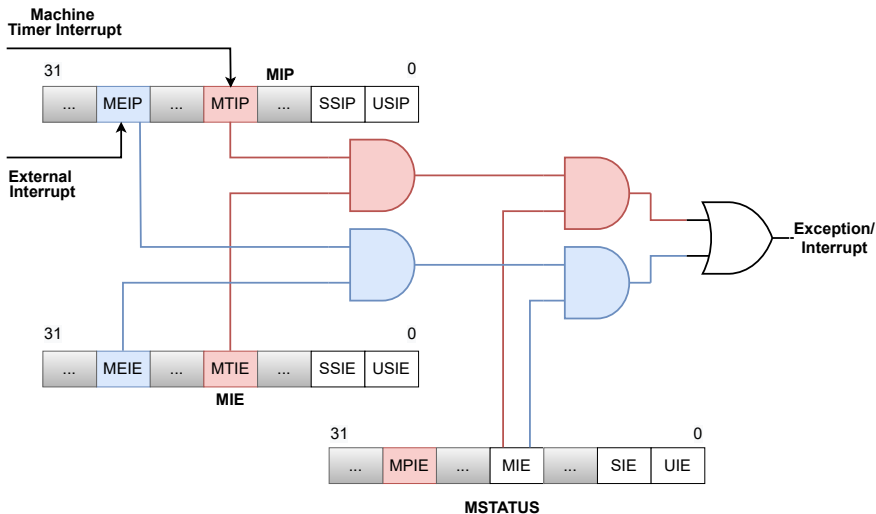 Machine
Timer Interrupt
31 MIP 0
... MEIP ... MTIP ... SSIP USIP
External
Interrupt
Exception/
Interrupt
31 0
... MEIE ... MTIE ... SSIE USIE
MIE
31 0
... MPIE ... MIE ... SIE UIE
MSTATUS